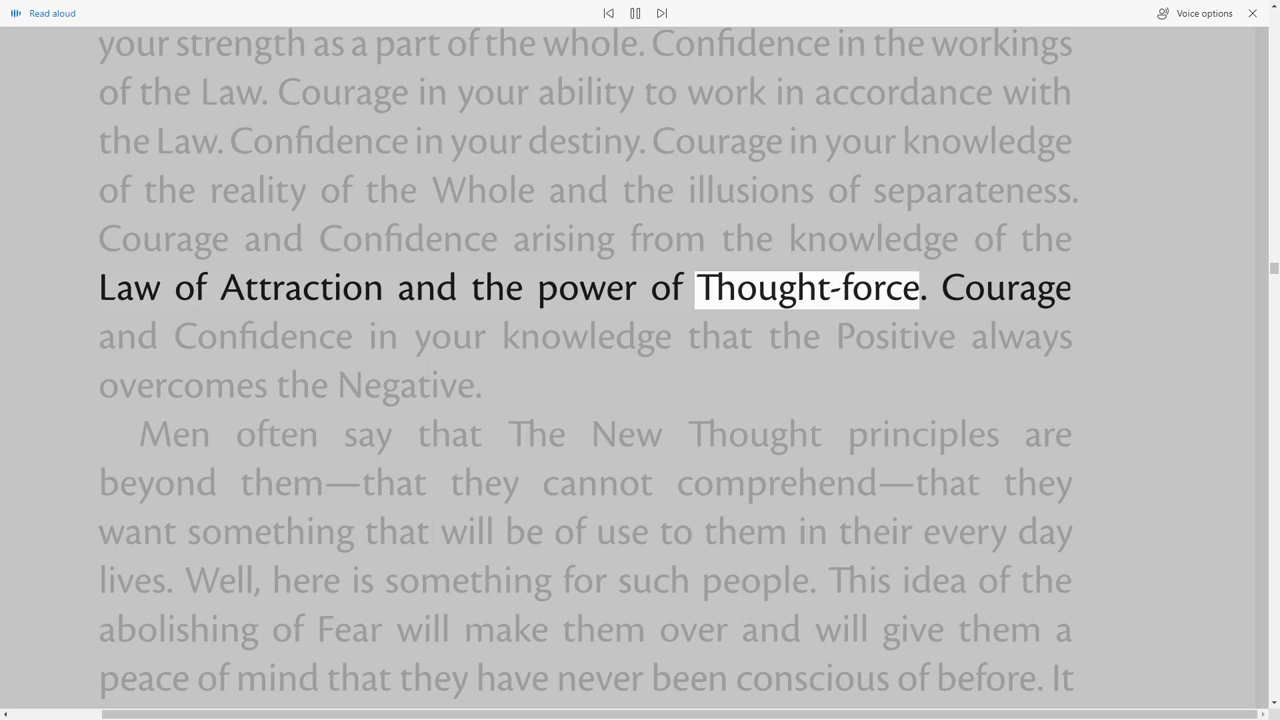 Read aloud
Voice options
your strength as a part of the whole. Confidence in the workings
of the Law. Courage in your ability to work in accordance with
the Law. Confidence in your destiny. Courage in your knowledge
of the reality of the Whole and the illusions of separateness.
Courage and Confidence arising from the knowledge of the
Law of Attraction and the power of Thought-force. Courage
and Confidence in your knowledge that the Positive always
overcomes the Negative.
Men often say that The New Thought principles are
beyond them—that they cannot comprehend—that they
want something that will be of use to them in their every day
lives. Well, here is something for such people. This idea of the
abolishing of Fear will make them over and will give them a
peace of mind that they have never been conscious of before. It